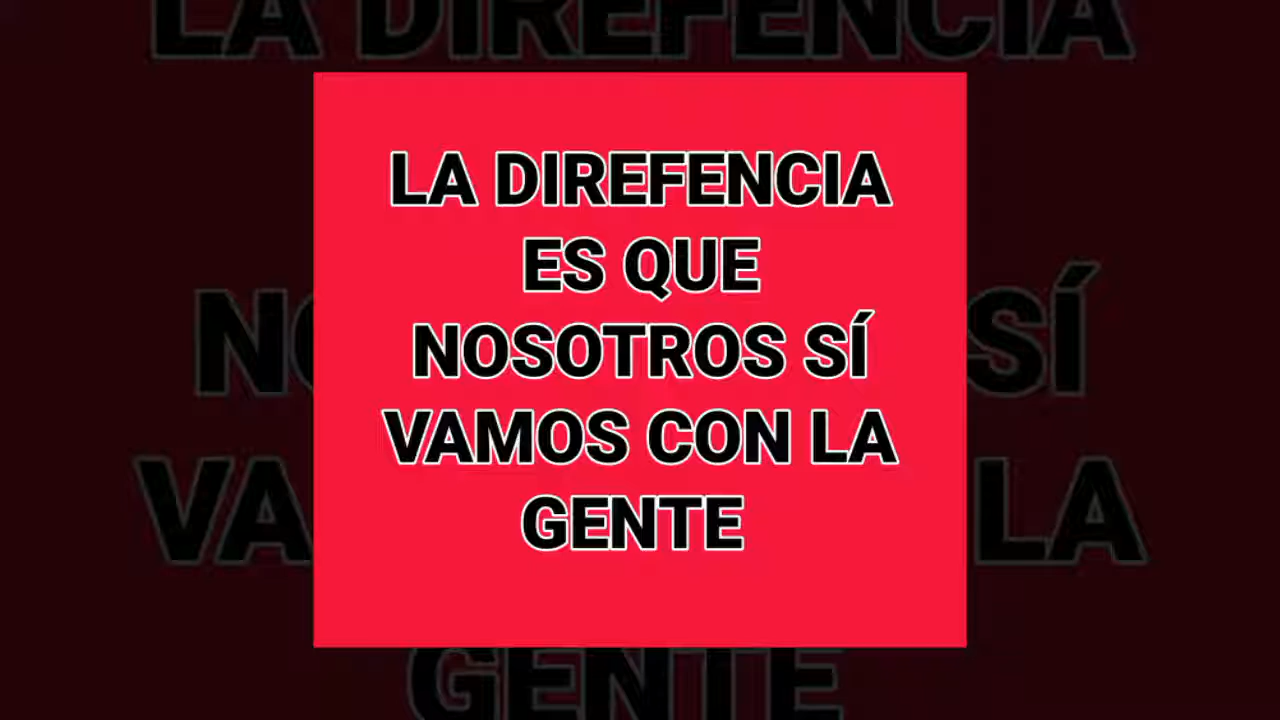 LA DIREFENCIA
ES QUE
NOSOTROS SÍ
VAMOS CON LA
GENTE